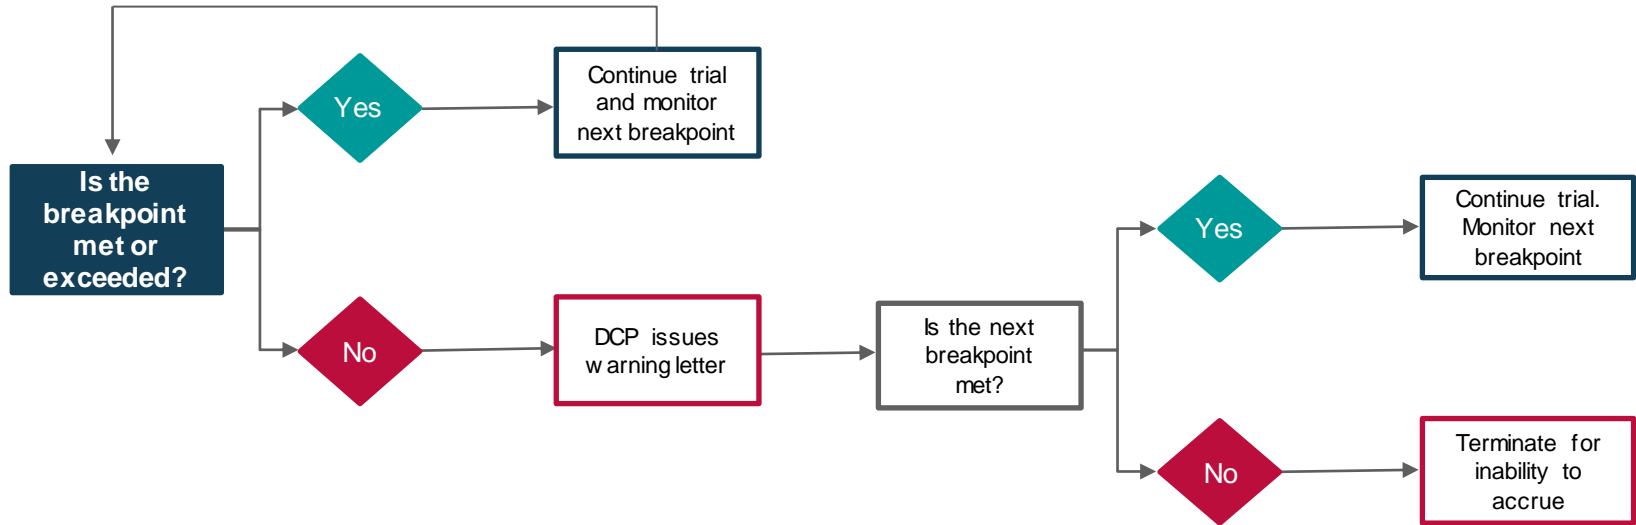 Yes
Continue trial
and monitor
next breakpoint
Is the
breakpoint
met or
exceeded?
No
DCP issues
warning letter
Is the next
breakpoint
met?
Yes
Continue trial.
Monitor next
breakpoint
No
Terminate for
inability to
accrue